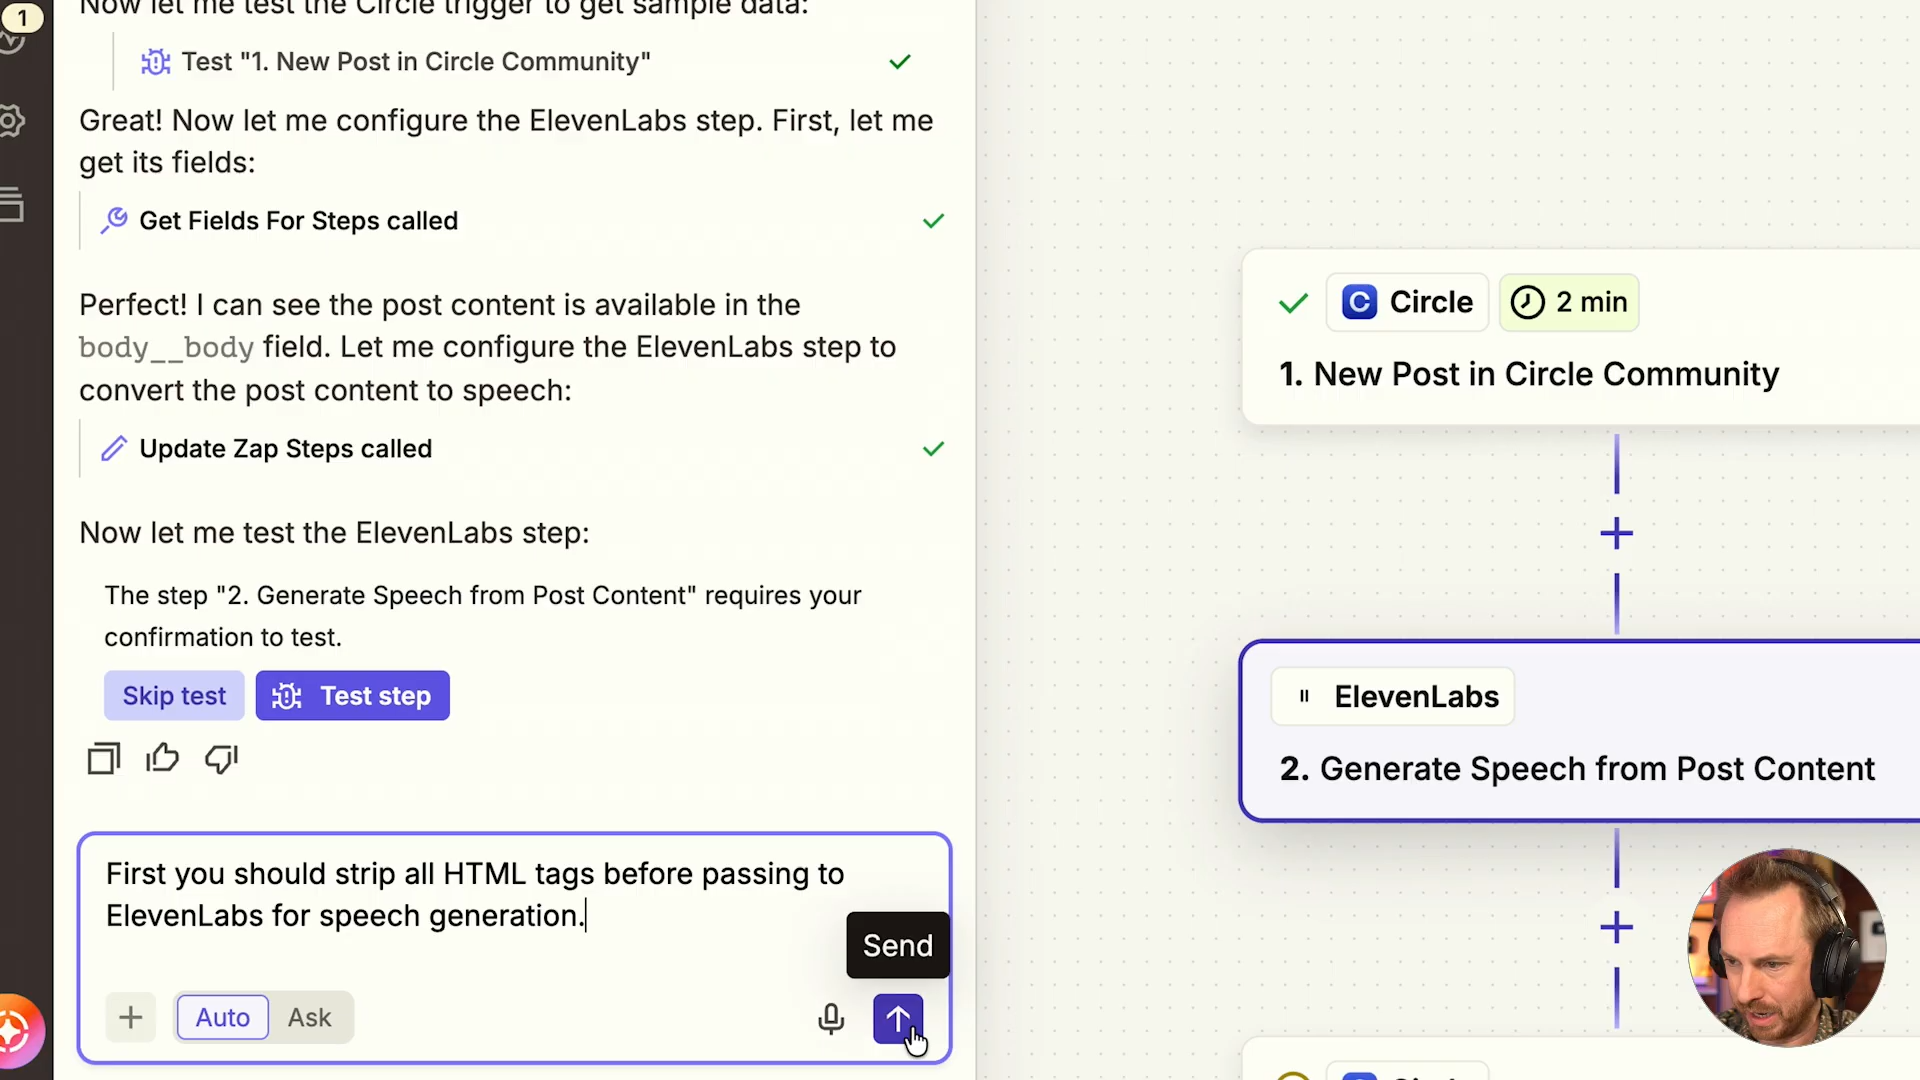 1
Now let me test the Circle trigger to get sample data:
Test "1. New Post in Circle Community"
Great! Now let me configure the ElevenLabs step. First, let me
get its fields:
Get Fields For Steps called
Perfect! I can see the post content is available in the
body__body field. Let me configure the ElevenLabs step to
convert the post content to speech:
Update Zap Steps called
Now let me test the ElevenLabs step:
The step "2. Generate Speech from Post Content" requires your
confirmation to test.
Skip test
Test step
First you should strip all HTML tags before passing to
ElevenLabs for speech generation.
Send
Auto
Ask
Circle
2 min
1. New Post in Circle Community
ElevenLabs
2. Generate Speech from Post Content